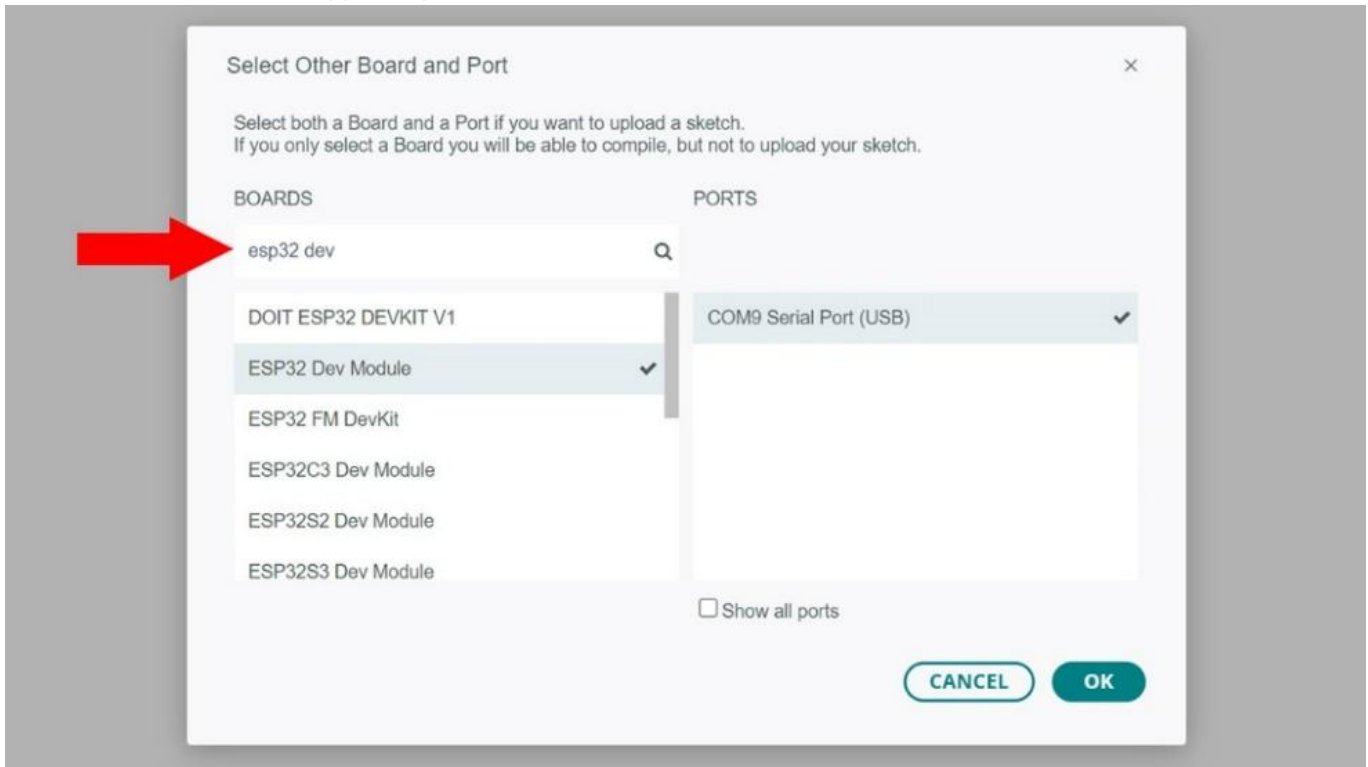 Select Other Board and Port
Select both a Board and a Port if you want to upload a sketch.
If you only select a Board you will be able to compile, but not to upload your sketch.
BOARDS
PORTS
esp32 dev
DOIT ESP32 DEVKIT V1
COM9 Serial Port (USB)
ESP32 Dev Module
ESP32 FM DevKit
ESP32C3 Dev Module
ESP32S2 Dev Module
ESP32S3 Dev Module
Show all ports
CANCEL
OK